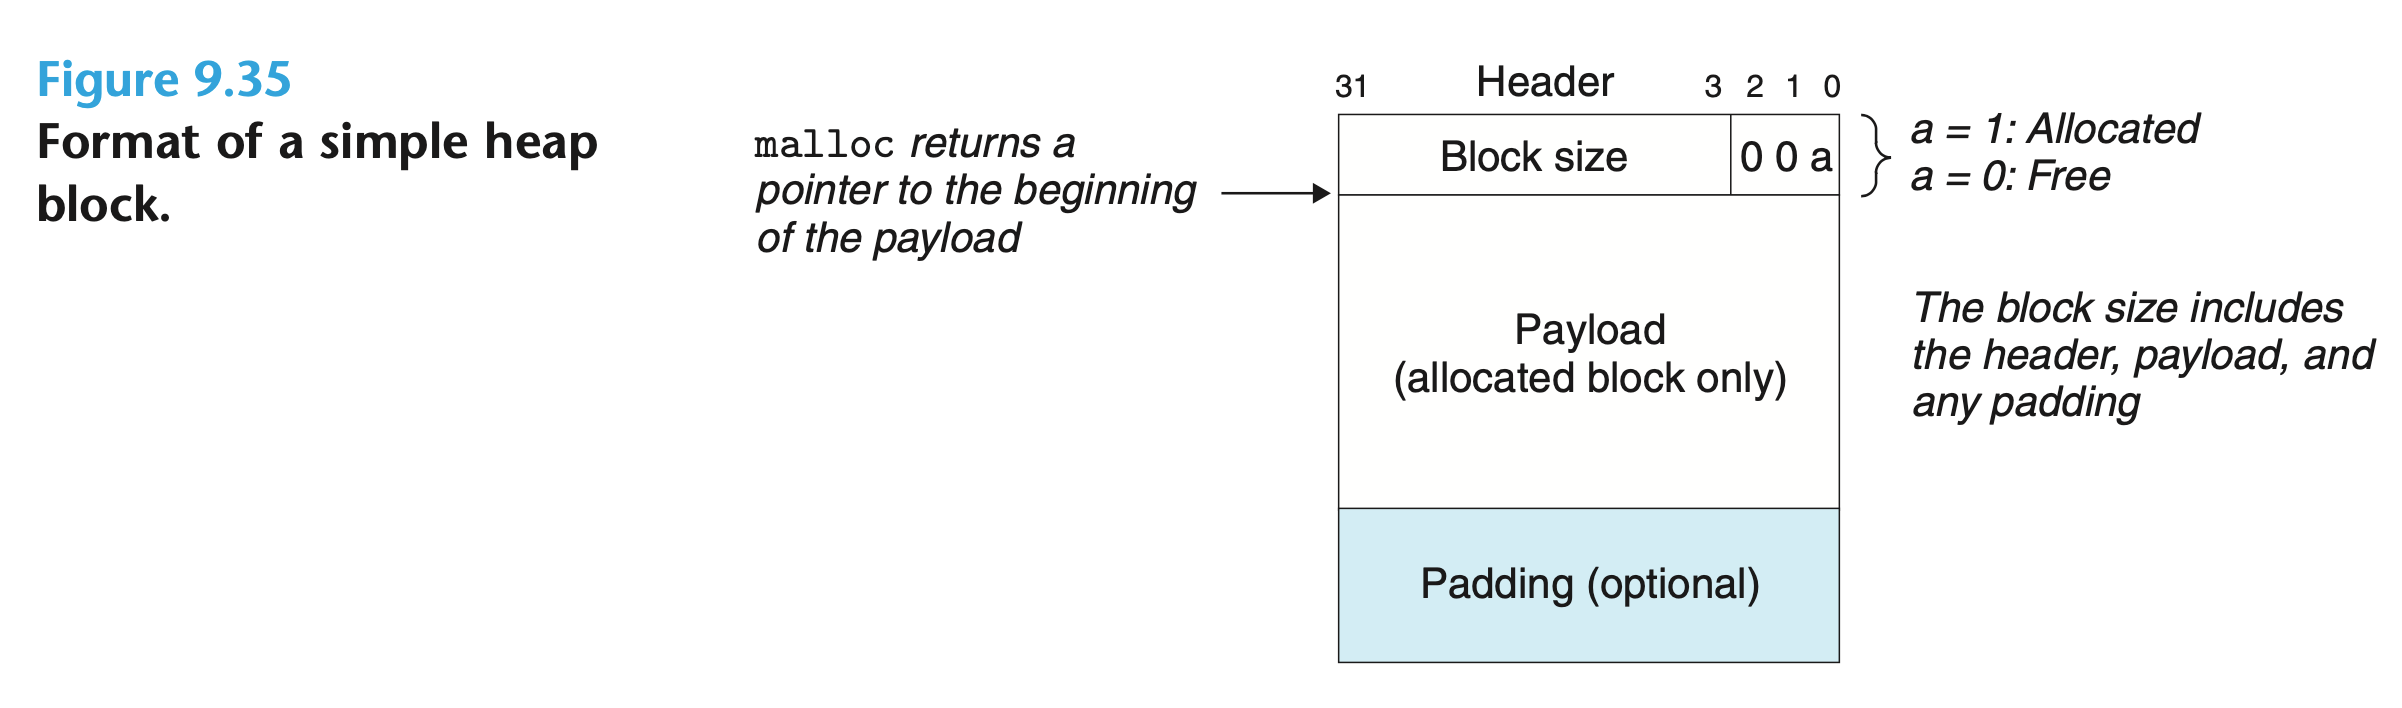 Figure 9.35
Format of a simple heap
block.
malloc returns a
pointer to the beginning
of the payload
31 Header 3 2 1 0
Block size 0 0 a
a = 1: Allocated
a = 0: Free
Payload
(allocated block only)
The block size includes
the header, payload, and
any padding
Padding (optional)